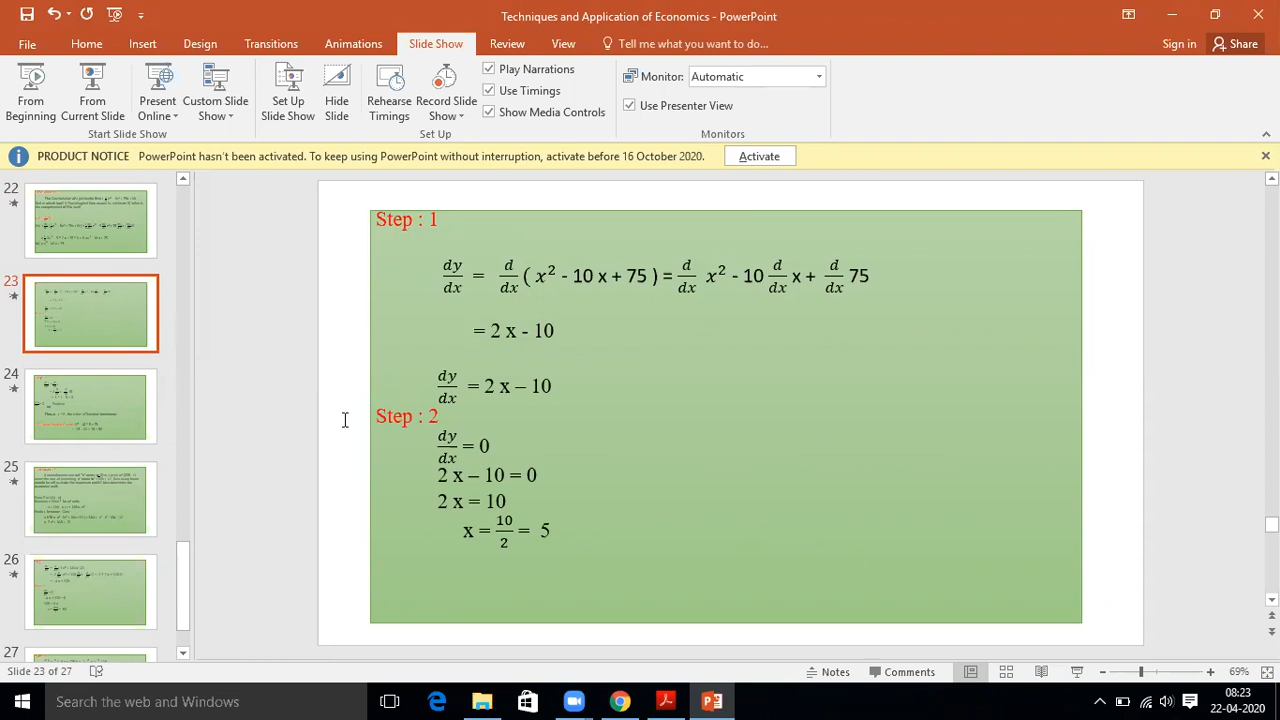 Techniques and Application of Economics - PowerPoint
File Home Insert Design Transitions Animations Slide Show Review View Tell me what you want to do... Sign in Share
From Beginning
From Current Slide
Present Online
Custom Slide Show
Set Up Slide Show
Hide Slide
Rehearse Timings
Record Slide Show
Play Narrations
Use Timings
Show Media Controls
Monitor: Automatic
Use Presenter View
Start Slide Show Set Up Monitors
PRODUCT NOTICE PowerPoint hasn't been activated. To keep using PowerPoint without interruption, activate before 16 October 2020. Activate
22
23
24
25
26
27
Step : 1
dy/dx = d/dx ( x² - 10 x + 75 ) = d/dx x² - 10 d/dx x + d/dx 75
= 2 x - 10
dy/dx = 2 x – 10
Step : 2
dy/dx = 0
2 x – 10 = 0
2 x = 10
x = 10/2 = 5
Slide 23 of 27 Notes Comments 69%
Search the web and Windows
08:23
22-04-2020